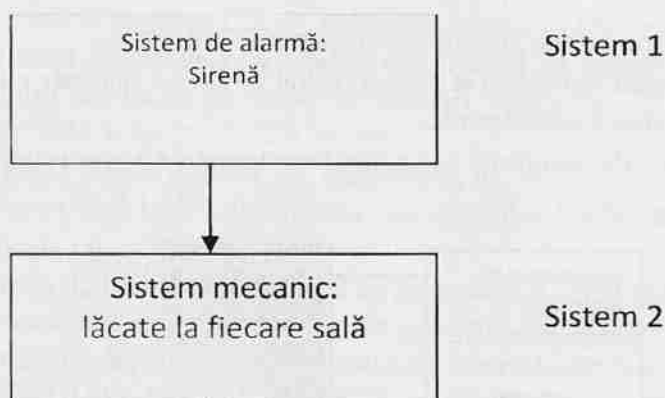 Sistem de alarmă:
Sirenă
Sistem 1
Sistem mecanic:
lăcate la fiecare sală
Sistem 2